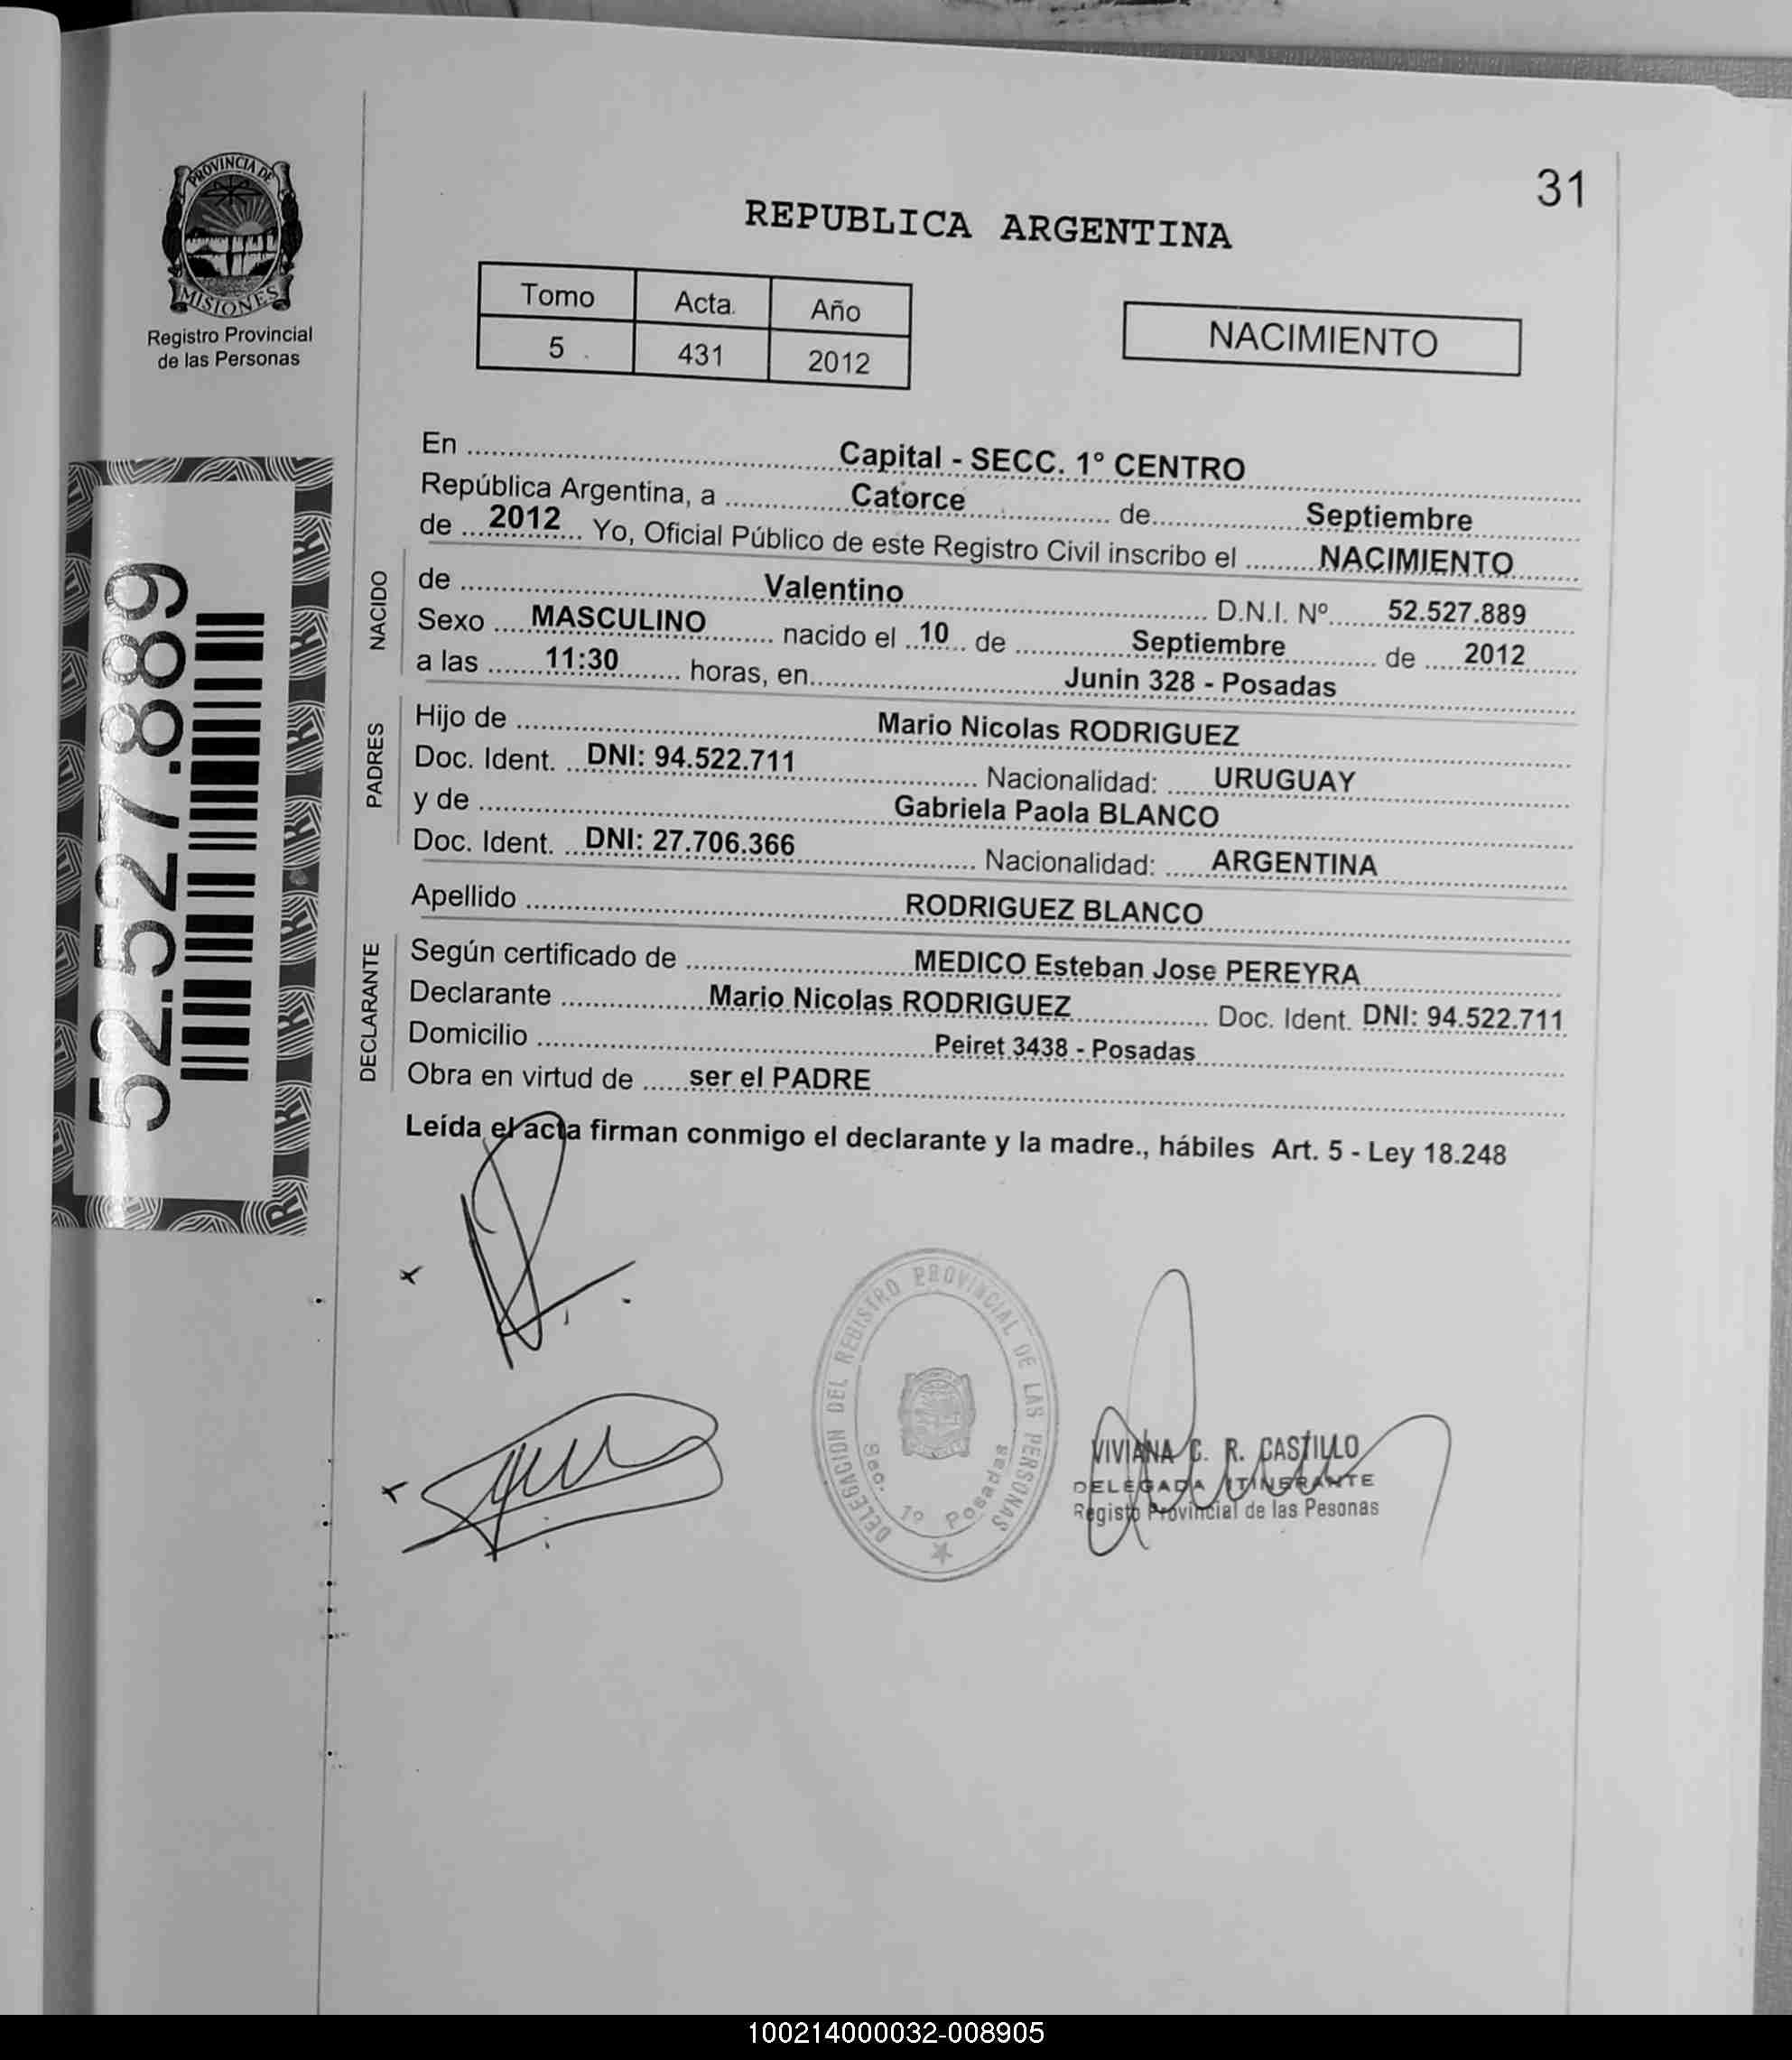 31
PROVINCIA DE
MISIONES
Registro Provincial
de las Personas
REPUBLICA ARGENTINA
Tomo Acta. Año
5 431 2012
NACIMIENTO
52.527.889
En Capital - SECC. 1º CENTRO
República Argentina, a Catorce de Septiembre
de 2012 Yo, Oficial Público de este Registro Civil inscribo el NACIMIENTO
NACIDO
de Valentino D.N.I. Nº 52.527.889
Sexo MASCULINO nacido el 10 de Septiembre de 2012
a las 11:30 horas, en Junin 328 - Posadas
PADRES
Hijo de Mario Nicolas RODRIGUEZ
Doc. Ident. DNI: 94.522.711 Nacionalidad: URUGUAY
y de Gabriela Paola BLANCO
Doc. Ident. DNI: 27.706.366 Nacionalidad: ARGENTINA
Apellido RODRIGUEZ BLANCO
DECLARANTE
Según certificado de MEDICO Esteban Jose PEREYRA
Declarante Mario Nicolas RODRIGUEZ Doc. Ident. DNI: 94.522.711
Domicilio Peiret 3438 - Posadas
Obra en virtud de ser el PADRE
Leída el acta firman conmigo el declarante y la madre., hábiles Art. 5 - Ley 18.248
DELEGACION DEL REGISTRO PROVINCIAL DE LAS PERSONAS
Sec. 1º Posadas
VIVIANA C. R. CASTILLO
DELEGADA ITINERANTE
Registo Provincial de las Pesonas
100214000032-008905